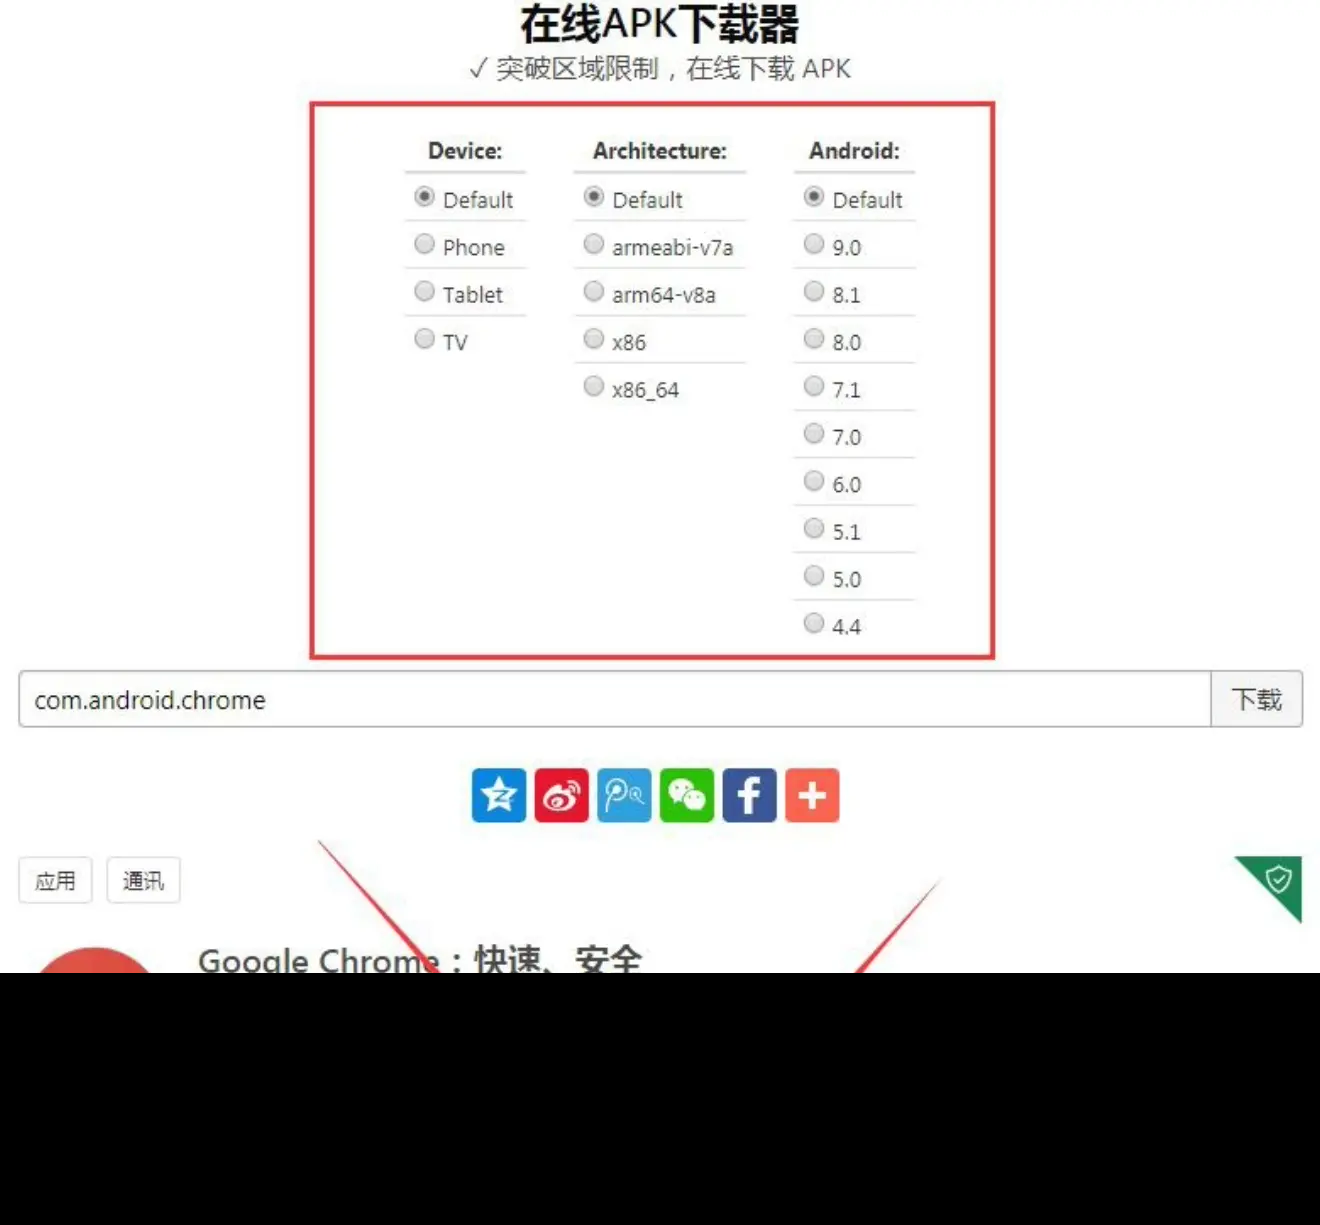 在线APK下载器
✓ 突破区域限制，在线下载 APK
Device: Architecture: Android:
Default Default Default
Phone armeabi-v7a 9.0
Tablet arm64-v8a 8.1
TV x86 8.0
x86_64 7.1
7.0
6.0
5.1
5.0
4.4
com.android.chrome 下载
应用 通讯
Google Chrome：快速、安全